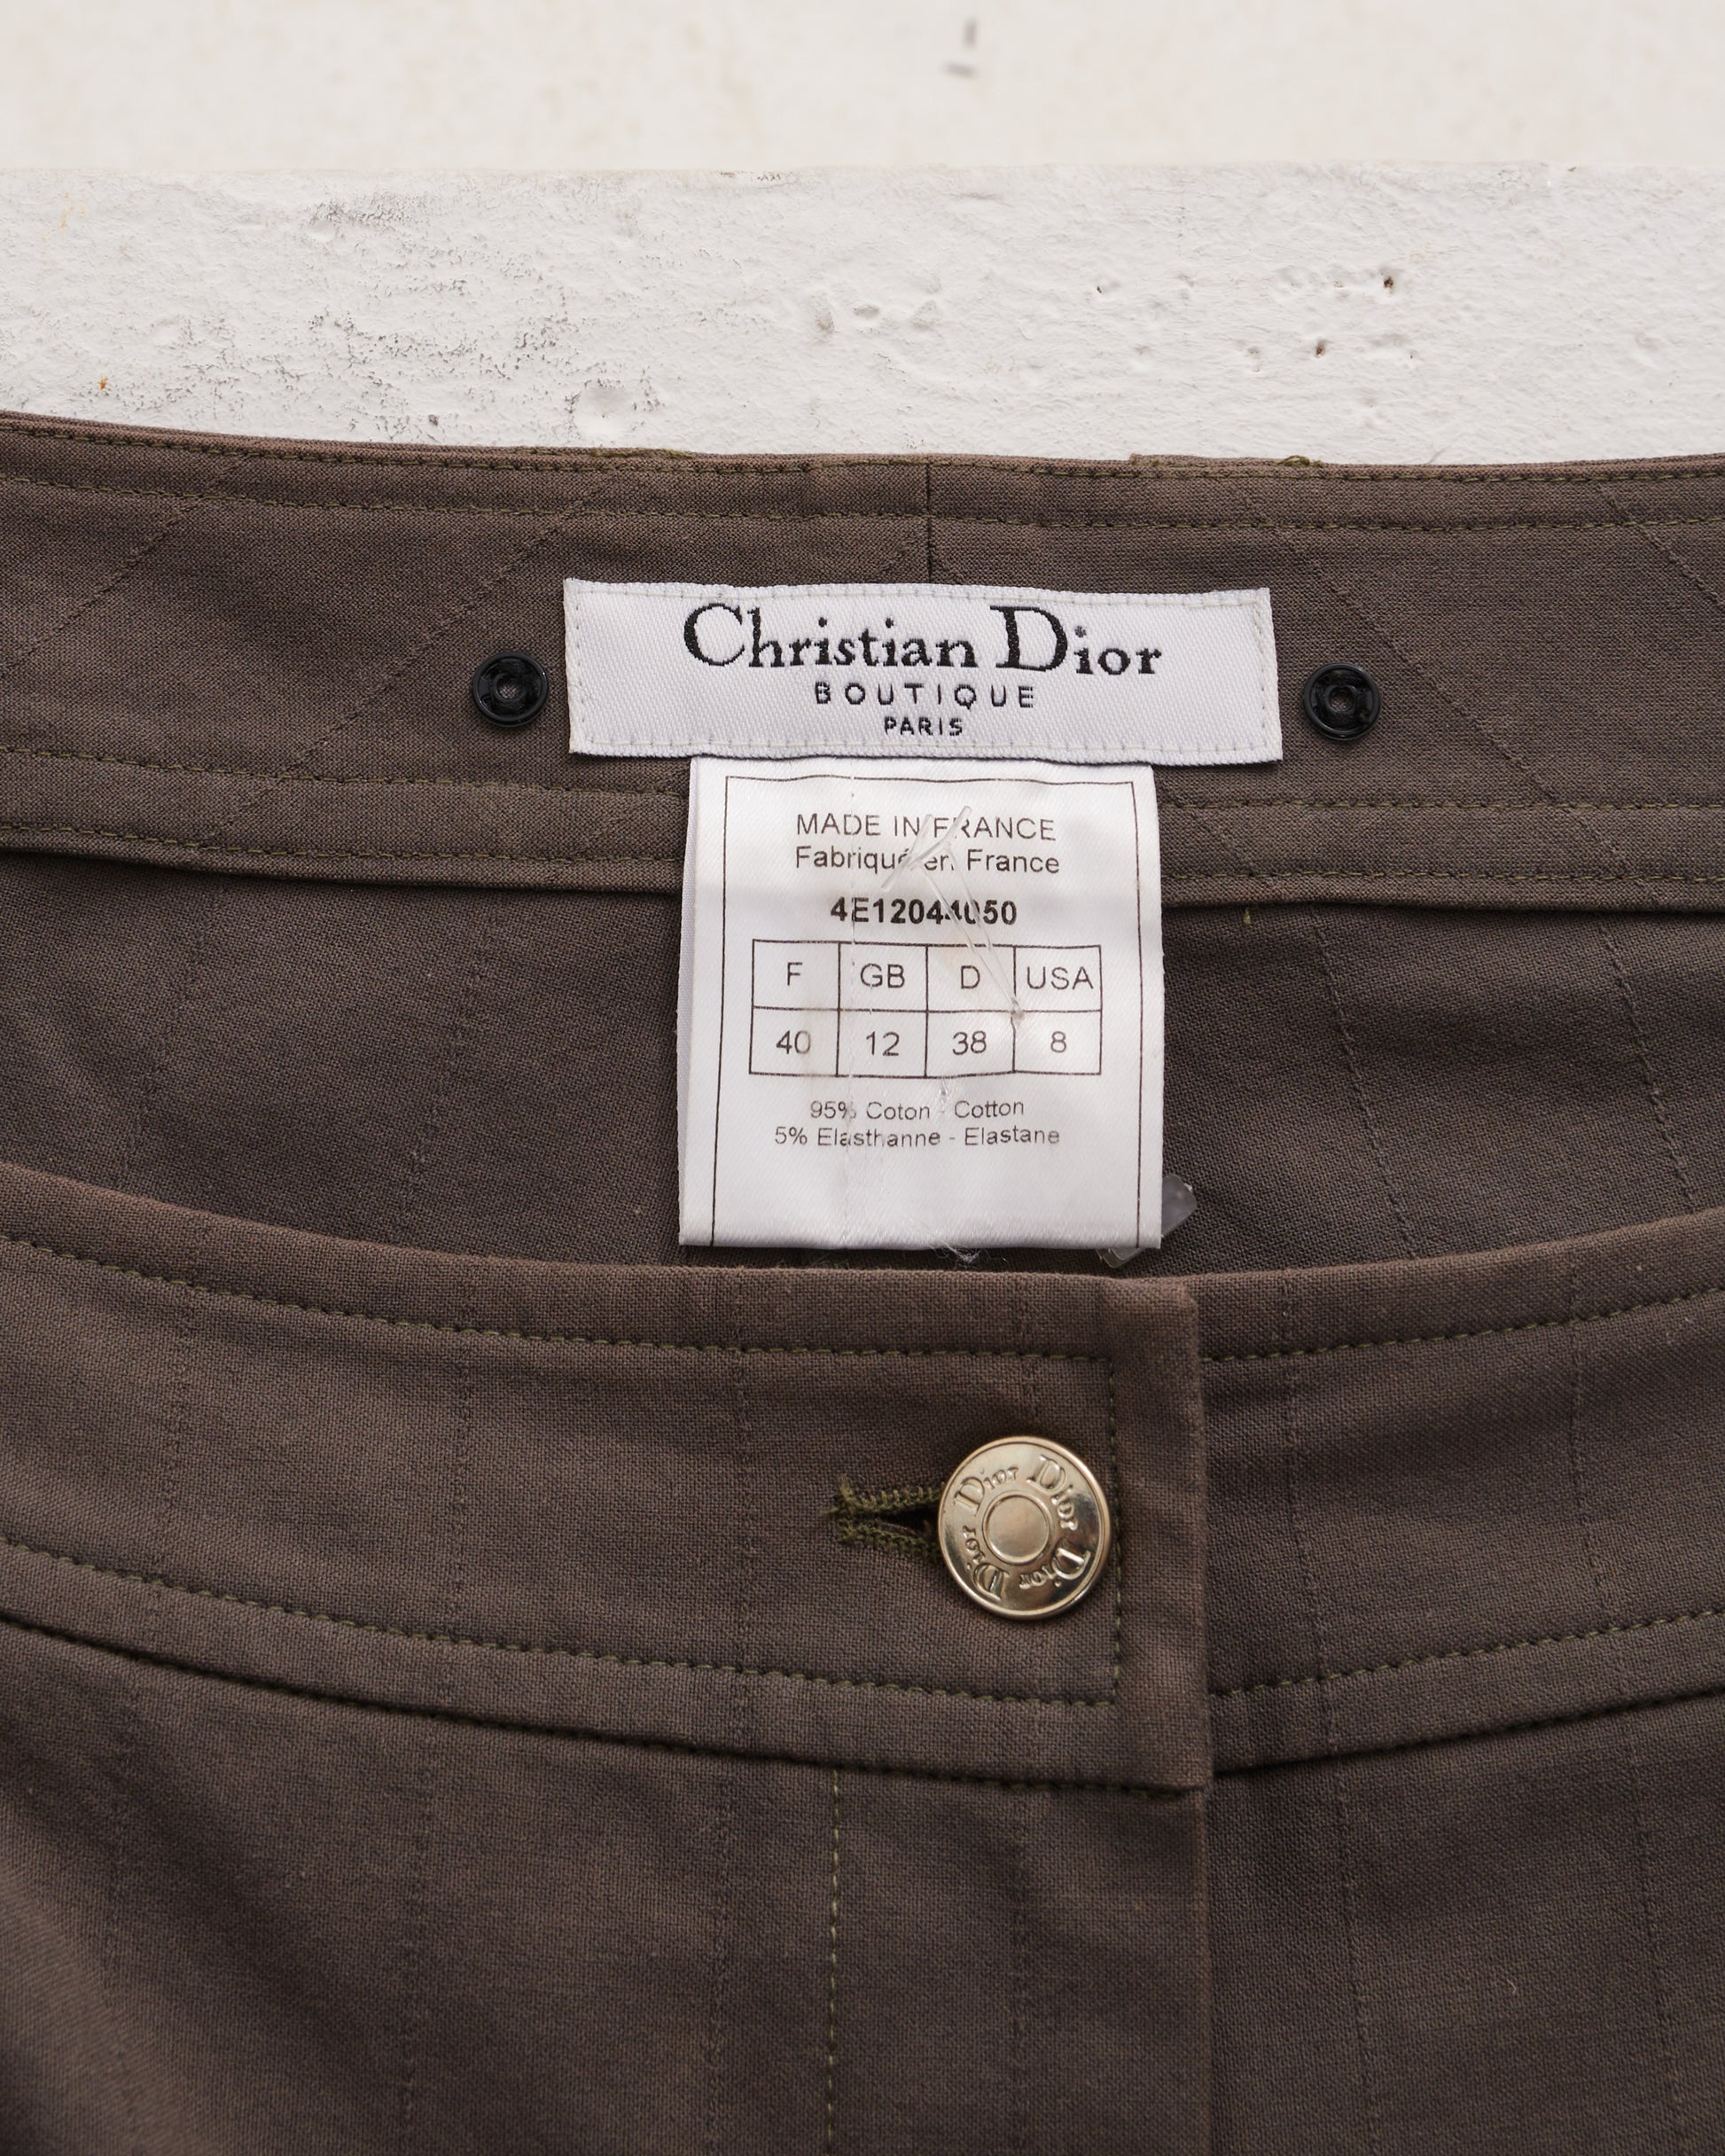 Christian Dior
BOUTIQUE
PARIS
MADE IN FRANCE
Fabriqué en France
4E12044050
F GB D USA
40 12 38 8
95% Coton - Cotton
5% Elasthanne - Elastane
Dior Dior Dior Dior